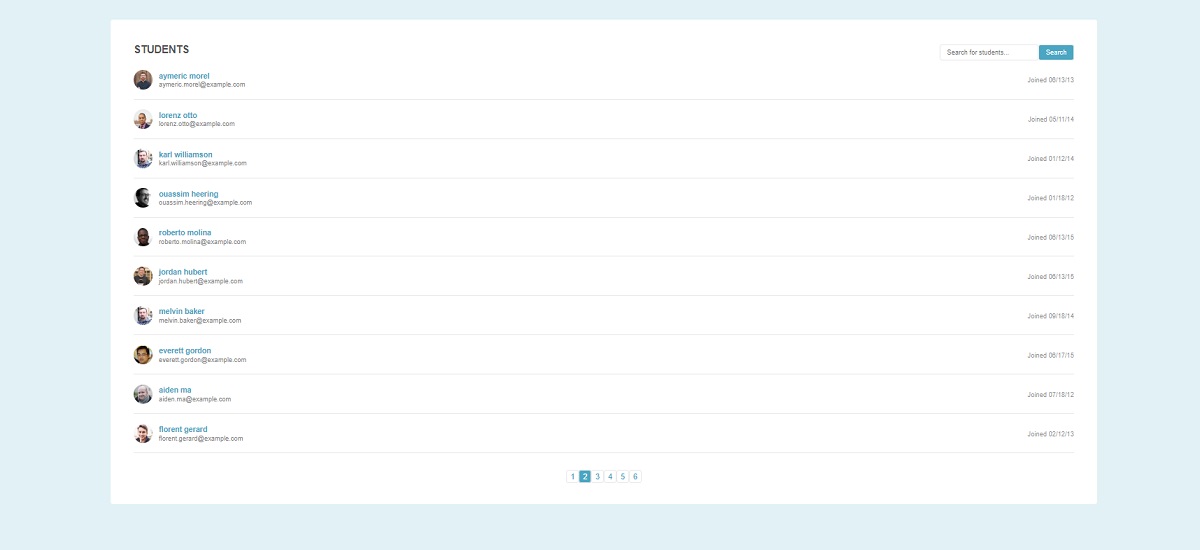 STUDENTS
Search for students...
Search
aymeric morel
aymeric.morel@example.com
Joined 06/13/13
lorenz otto
lorenz.otto@example.com
Joined 05/11/14
karl williamson
karl.williamson@example.com
Joined 01/12/14
ouassim heering
ouassim.heering@example.com
Joined 01/18/12
roberto molina
roberto.molina@example.com
Joined 06/13/15
jordan hubert
jordan.hubert@example.com
Joined 06/13/15
melvin baker
melvin.baker@example.com
Joined 09/18/14
everett gordon
everett.gordon@example.com
Joined 06/17/15
aiden ma
aiden.ma@example.com
Joined 07/18/12
florent gerard
florent.gerard@example.com
Joined 02/12/13
1 2 3 4 5 6